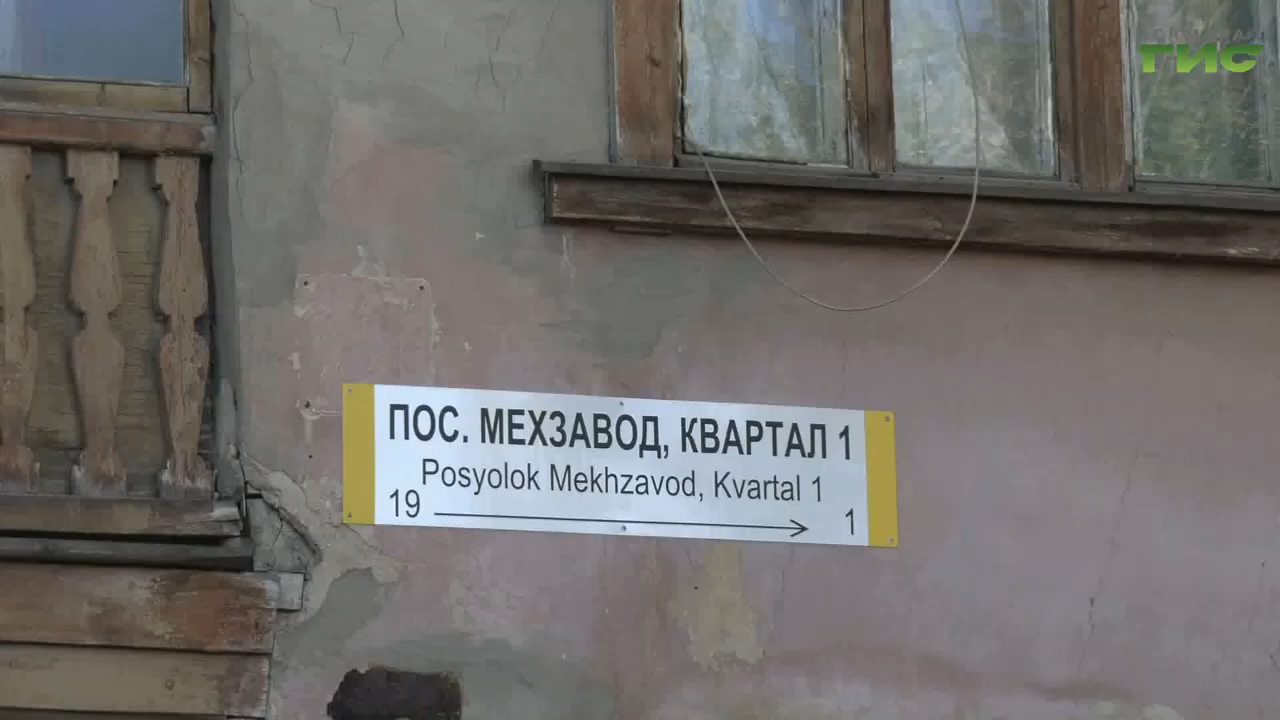 ТИС
ПОС. МЕХЗАВОД, КВАРТАЛ 1
Posyolok Mekhzavod, Kvartal 1
19 1